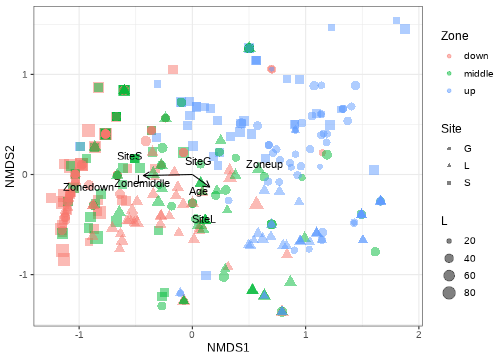 Zone
down
middle
up
Site
G
L
S
L
20
40
60
80
NMDS2
1
0
-1
SiteS
SiteG
Zoneup
Zonedown
Zonemiddle
L
Age
SiteL
-1
0
1
2
NMDS1